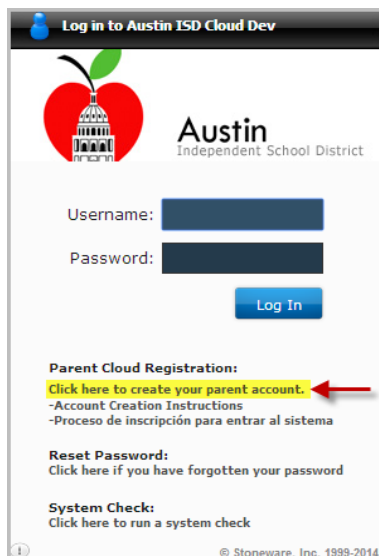 Log in to Austin ISD Cloud Dev
Austin
Independent School District
Username:
Password:
Log In
Parent Cloud Registration:
Click here to create your parent account.
-Account Creation Instructions
-Proceso de inscripción para entrar al sistema
Reset Password:
Click here if you have forgotten your password
System Check:
Click here to run a system check
© Stoneware, Inc. 1999-2014